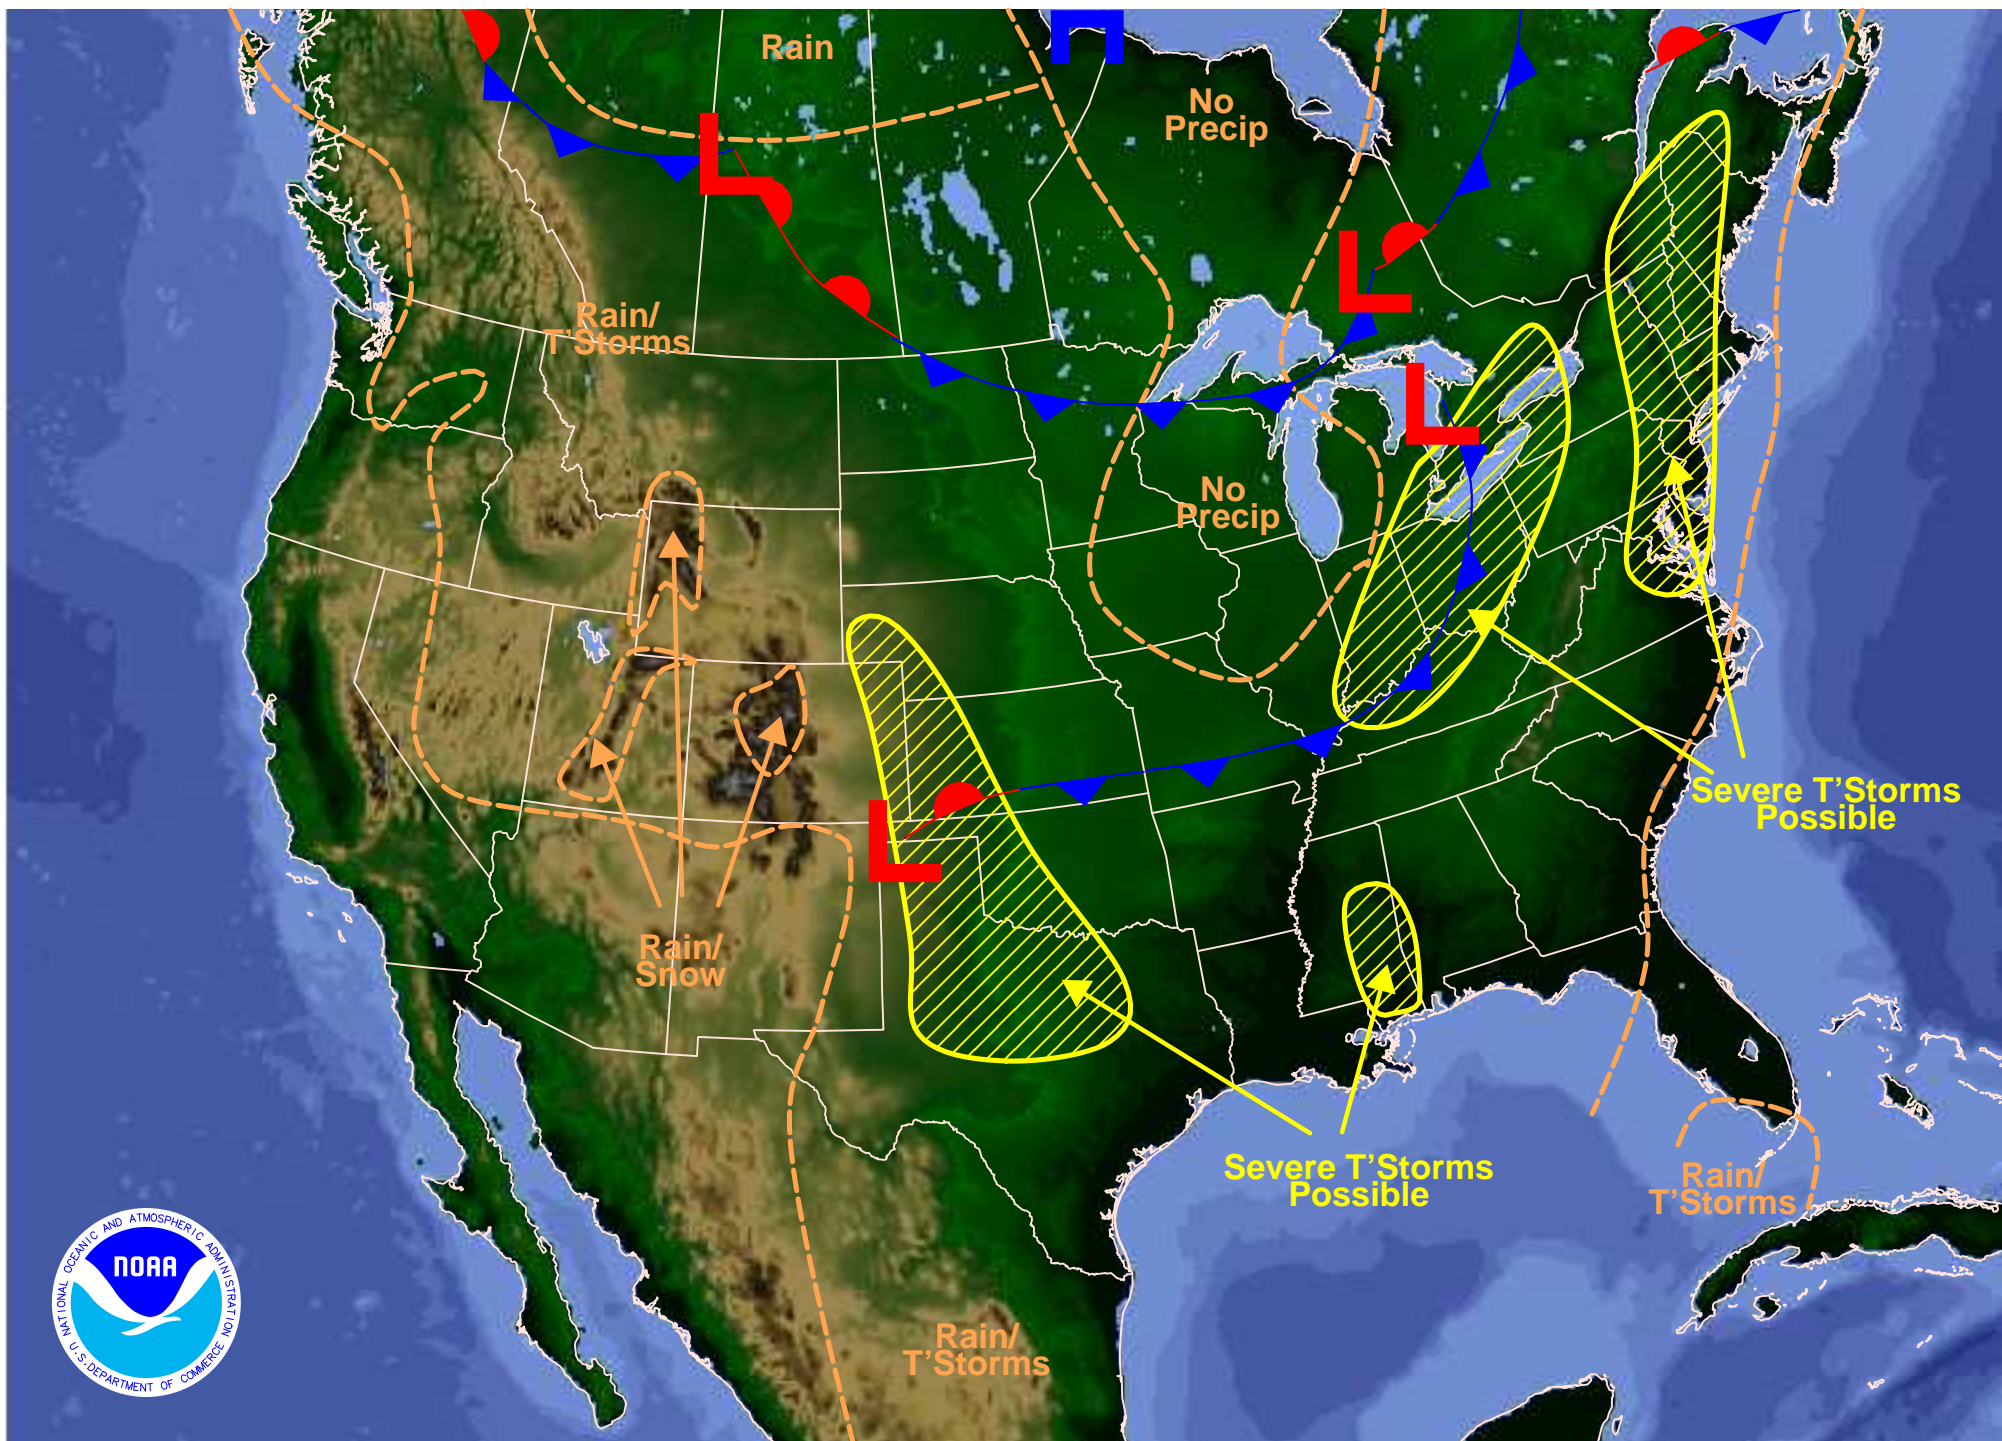 Rain
No
Precip
Rain/
T'Storms
No
Precip
Severe T'Storms
Possible
Rain/
Snow
Severe T'Storms
Possible
Rain/
T'Storms
Rain/
T'Storms
L
L
L
L
NATIONAL OCEANIC AND ATMOSPHERIC ADMINISTRATION
NOAA
U.S. DEPARTMENT OF COMMERCE